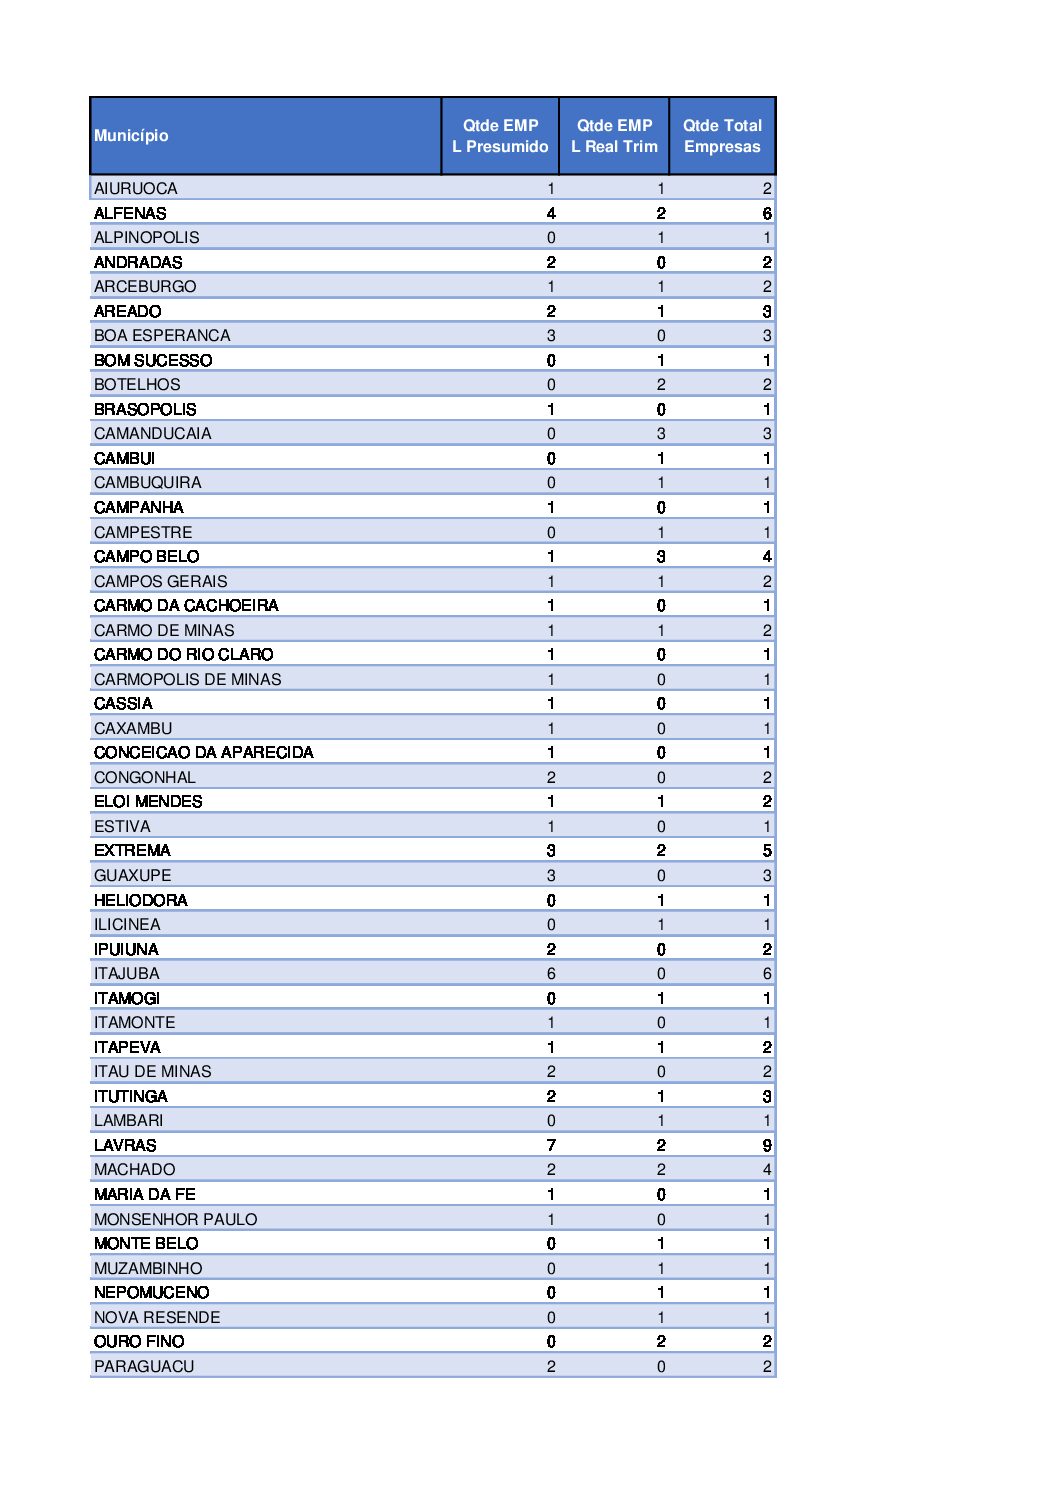 Município
Qtde EMP
L Presumido
Qtde EMP
L Real Trim
Qtde Total
Empresas
AIURUOCA 1 1 2
ALFENAS 4 2 6
ALPINOPOLIS 0 1 1
ANDRADAS 2 0 2
ARCEBURGO 1 1 2
AREADO 2 1 3
BOA ESPERANCA 3 0 3
BOM SUCESSO 0 1 1
BOTELHOS 0 2 2
BRASOPOLIS 1 0 1
CAMANDUCAIA 0 3 3
CAMBUI 0 1 1
CAMBUQUIRA 0 1 1
CAMPANHA 1 0 1
CAMPESTRE 0 1 1
CAMPO BELO 1 3 4
CAMPOS GERAIS 1 1 2
CARMO DA CACHOEIRA 1 0 1
CARMO DE MINAS 1 1 2
CARMO DO RIO CLARO 1 0 1
CARMOPOLIS DE MINAS 1 0 1
CASSIA 1 0 1
CAXAMBU 1 0 1
CONCEICAO DA APARECIDA 1 0 1
CONGONHAL 2 0 2
ELOI MENDES 1 1 2
ESTIVA 1 0 1
EXTREMA 3 2 5
GUAXUPE 3 0 3
HELIODORA 0 1 1
ILICINEA 0 1 1
IPUIUNA 2 0 2
ITAJUBA 6 0 6
ITAMOGI 0 1 1
ITAMONTE 1 0 1
ITAPEVA 1 1 2
ITAU DE MINAS 2 0 2
ITUTINGA 2 1 3
LAMBARI 0 1 1
LAVRAS 7 2 9
MACHADO 2 2 4
MARIA DA FE 1 0 1
MONSENHOR PAULO 1 0 1
MONTE BELO 0 1 1
MUZAMBINHO 0 1 1
NEPOMUCENO 0 1 1
NOVA RESENDE 0 1 1
OURO FINO 0 2 2
PARAGUACU 2 0 2